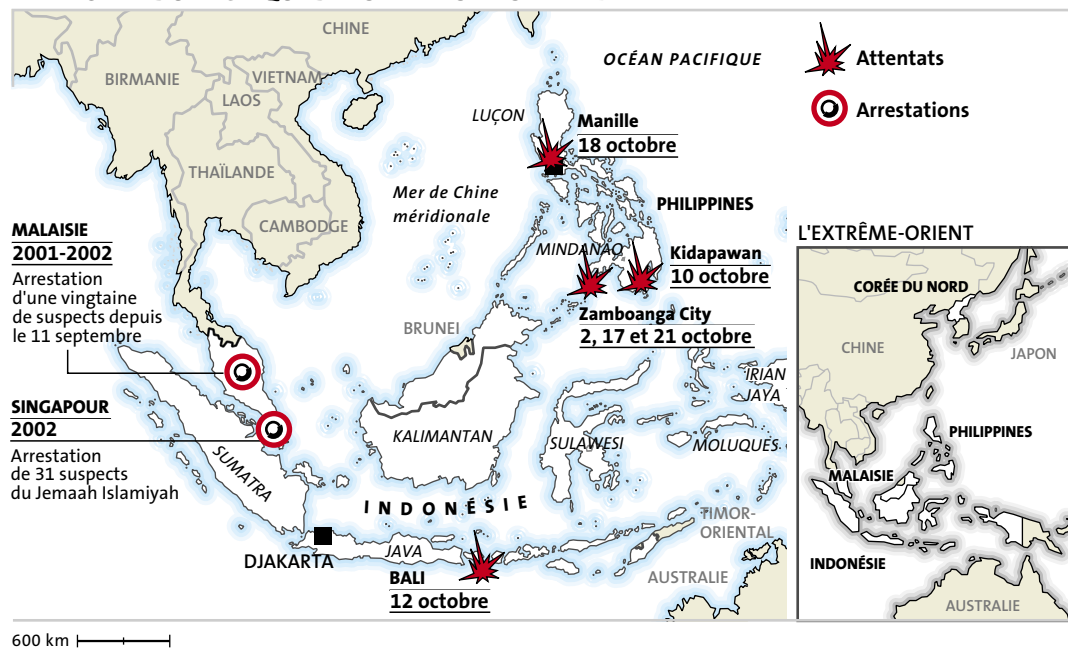 CHINE
OCÉAN PACIFIQUE
Attentats
Arrestations
BIRMANIE
VIETNAM
LAOS
LUÇON
Manille
18 octobre
THAÏLANDE
Mer de Chine
méridionale
PHILIPPINES
CAMBODGE
MALAISIE
2001-2002
Arrestation
d'une vingtaine
de suspects depuis
le 11 septembre
MINDANAO
Kidapawan
10 octobre
Zamboanga City
2, 17 et 21 octobre
BRUNEI
IRIAN
JAYA
SINGAPOUR
2002
Arrestation
de 31 suspects
du Jemaah Islamiyah
SUMATRA
KALIMANTAN
SULAWESI
MOLUQUES
INDONÉSIE
TIMOR-
ORIENTAL
DJAKARTA
JAVA
BALI
12 octobre
AUSTRALIE
600 km
L'EXTRÊME-ORIENT
CORÉE DU NORD
CHINE
JAPON
PHILIPPINES
MALAISIE
INDONÉSIE
AUSTRALIE